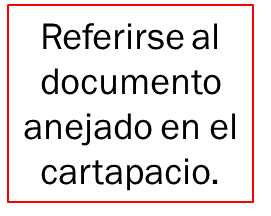 Referirse al
documento
anejado en el
cartapacio.